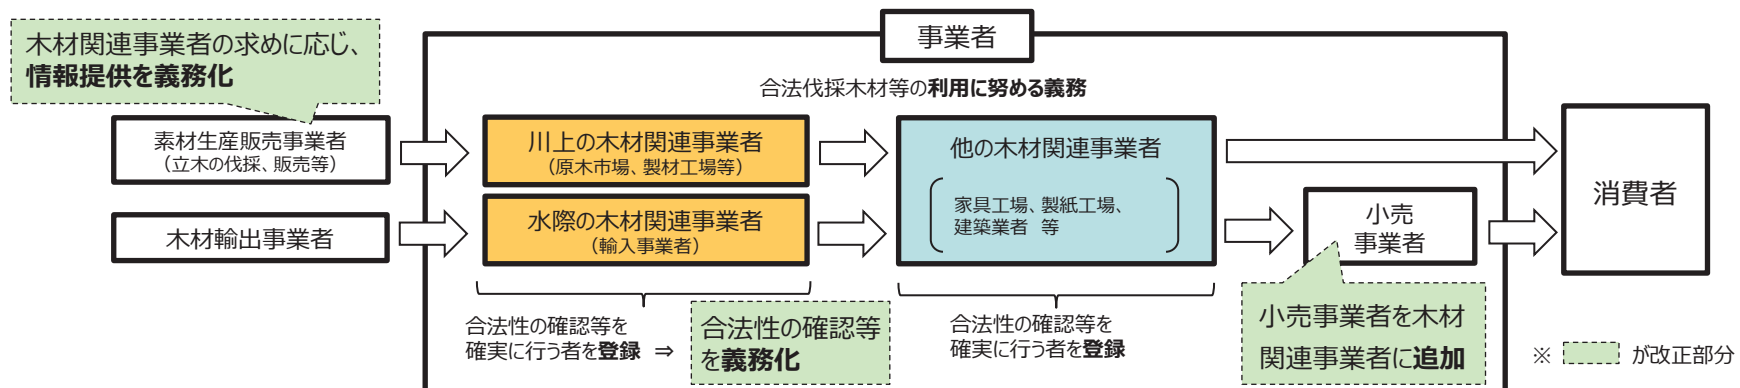 木材関連事業者の求めに応じ、
情報提供を義務化
事業者
合法伐採木材等の利用に努める義務
素材生産販売事業者
（立木の伐採、販売等）
川上の木材関連事業者
（原木市場、製材工場等）
他の木材関連事業者
家具工場、製紙工場、
建築業者 等
消費者
木材輸出事業者
水際の木材関連事業者
（輸入事業者）
小売
事業者
合法性の確認等を
確実に行う者を登録 ⇒
合法性の確認等
を義務化
合法性の確認等を
確実に行う者を登録
小売事業者を木材
関連事業者に追加
※ が改正部分